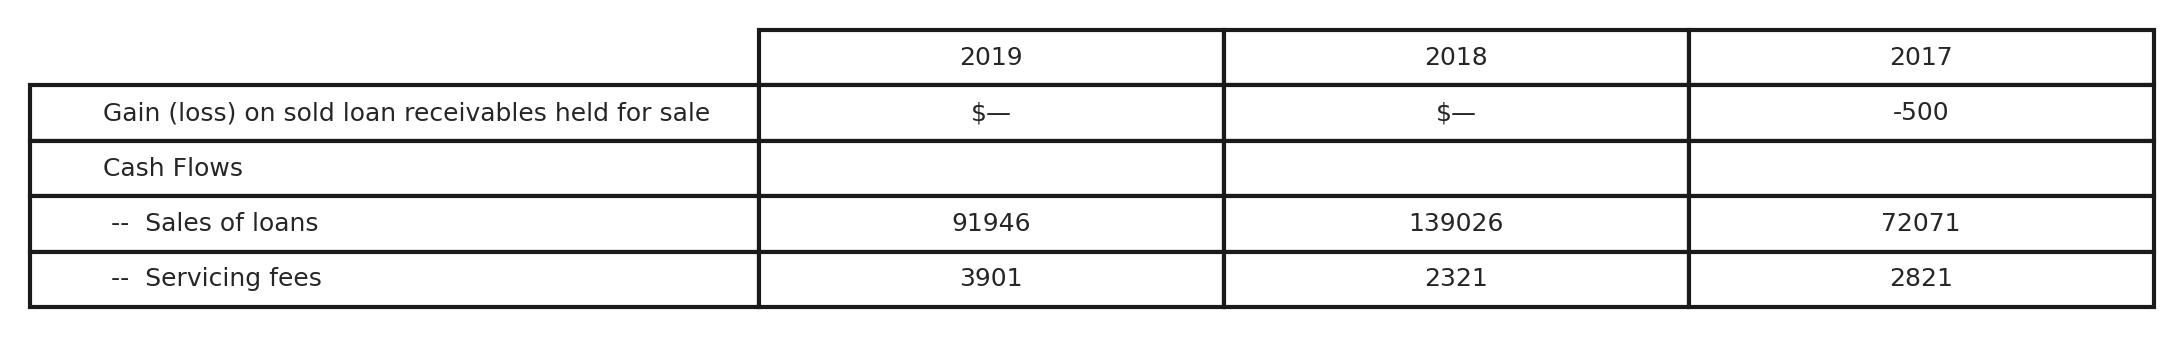 2019 2018 2017
Gain (loss) on sold loan receivables held for sale $— $— -500
Cash Flows
-- Sales of loans 91946 139026 72071
-- Servicing fees 3901 2321 2821